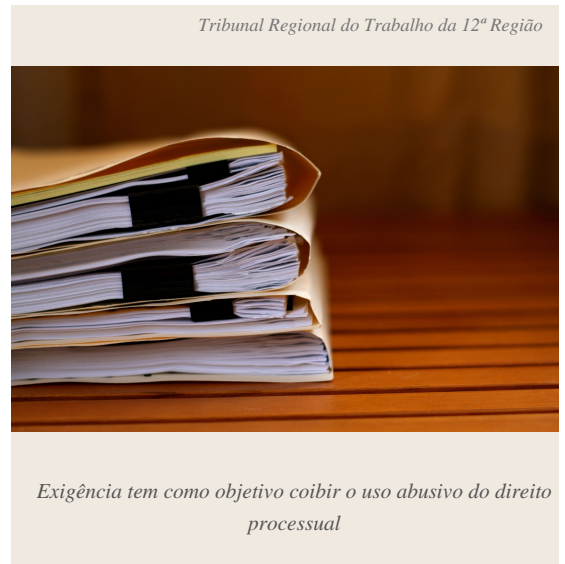 Tribunal Regional do Trabalho da 12ª Região
Exigência tem como objetivo coibir o uso abusivo do direito
processual